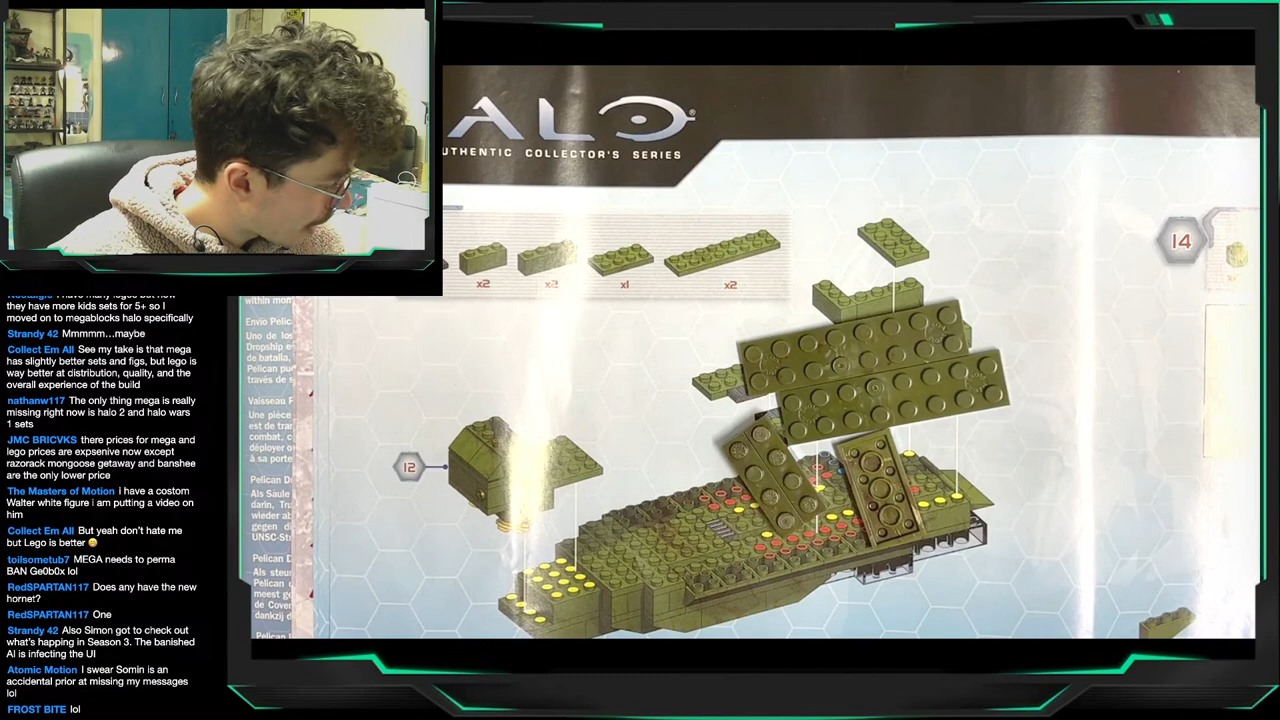 ALO®
UTHENTIC COLLECTOR'S SERIES
14
x2
x2
x1
x2
12
within mom
Envio Pelic
Uno de los
Dropship e
de batalla,
Pelican pu
través de s
Vaisseau P
Une pièce
est de tran
combat, c
déployer o
à sa porte
Pelican Dr
Als Säule
darin, Tru
wieder ab
gegen di
UNSC-Str
Pelican D
Als steu
Pelican
meest ge
de Coven
dankzij d
Pelican I
Nostalgic I have many legos but now
they have more kids sets for 5+ so I
moved on to megablocks halo specifically
Strandy 42 Mmmmm…maybe
Collect Em All See my take is that mega
has slightly better sets and figs, but lego is
way better at distribution, quality, and the
overall experience of the build
nathanw117 The only thing mega is really
missing right now is halo 2 and halo wars
1 sets
JMC BRICVKS there prices for mega and
lego prices are expsenive now except
razorack mongoose getaway and banshee
are the only lower price
The Masters of Motion i have a costom
Walter white figure i am putting a video on
him
Collect Em All But yeah don't hate me
but Lego is better 😁
toilsometub7 MEGA needs to perma
BAN Ge0b0x lol
RedSPARTAN117 Does any have the new
hornet?
RedSPARTAN117 One
Strandy 42 Also Simon got to check out
what's happing in Season 3. The banished
AI is infecting the UI
Atomic Motion I swear Somin is an
accidental prior at missing my messages
lol
FROST BITE lol